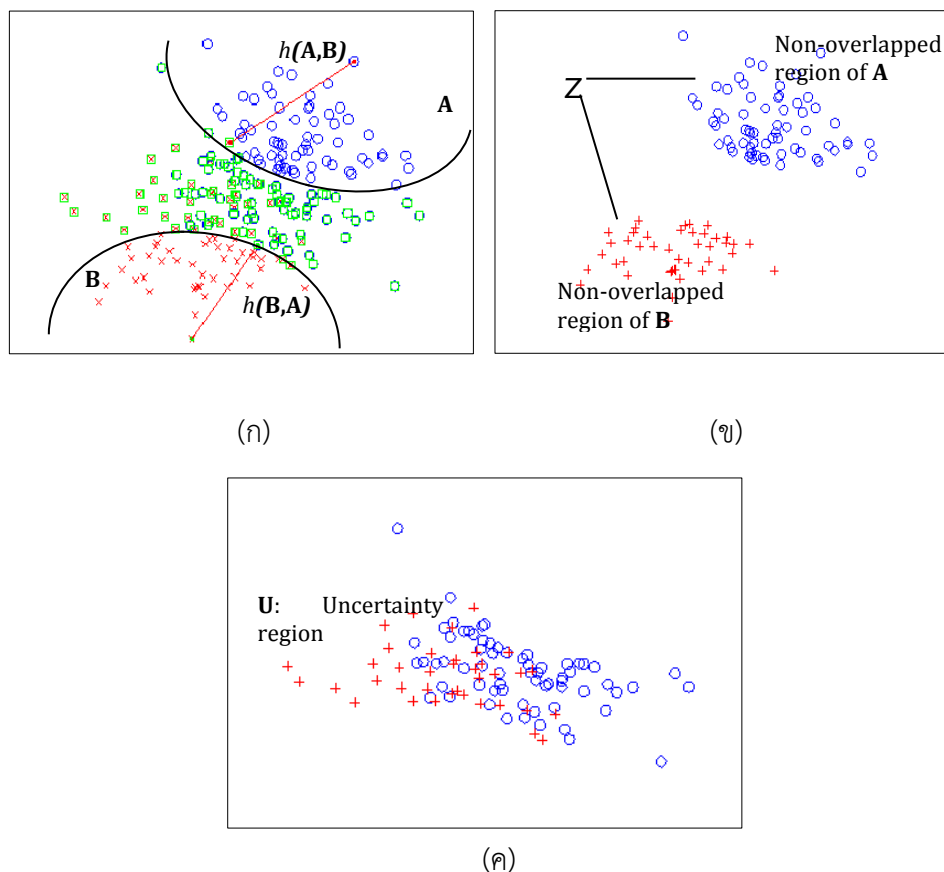 h(A,B)
A
B
h(B,A)
Non-overlapped
region of A
Z
Non-overlapped
region of B
(ก)
(ข)
U: Uncertainty
region
(ค)